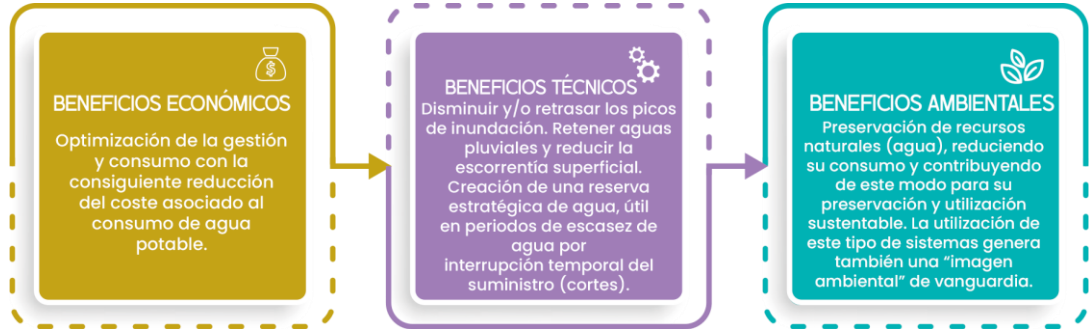 BENEFICIOS ECONÓMICOS
Optimización de la gestión
y consumo con la
consiguiente reducción
del coste asociado al
consumo de agua
potable.
BENEFICIOS TÉCNICOS
Disminuir y/o retrasar los picos
de inundación. Retener aguas
pluviales y reducir la
escorrentía superficial.
Creación de una reserva
estratégica de agua, útil
en periodos de escasez de
agua por
interrupción temporal del
suministro (cortes).
BENEFICIOS AMBIENTALES
Preservación de recursos
naturales (agua), reduciendo
su consumo y contribuyendo
de este modo para su
preservación y utilización
sustentable. La utilización de
este tipo de sistemas genera
también una “imagen
ambiental” de vanguardia.